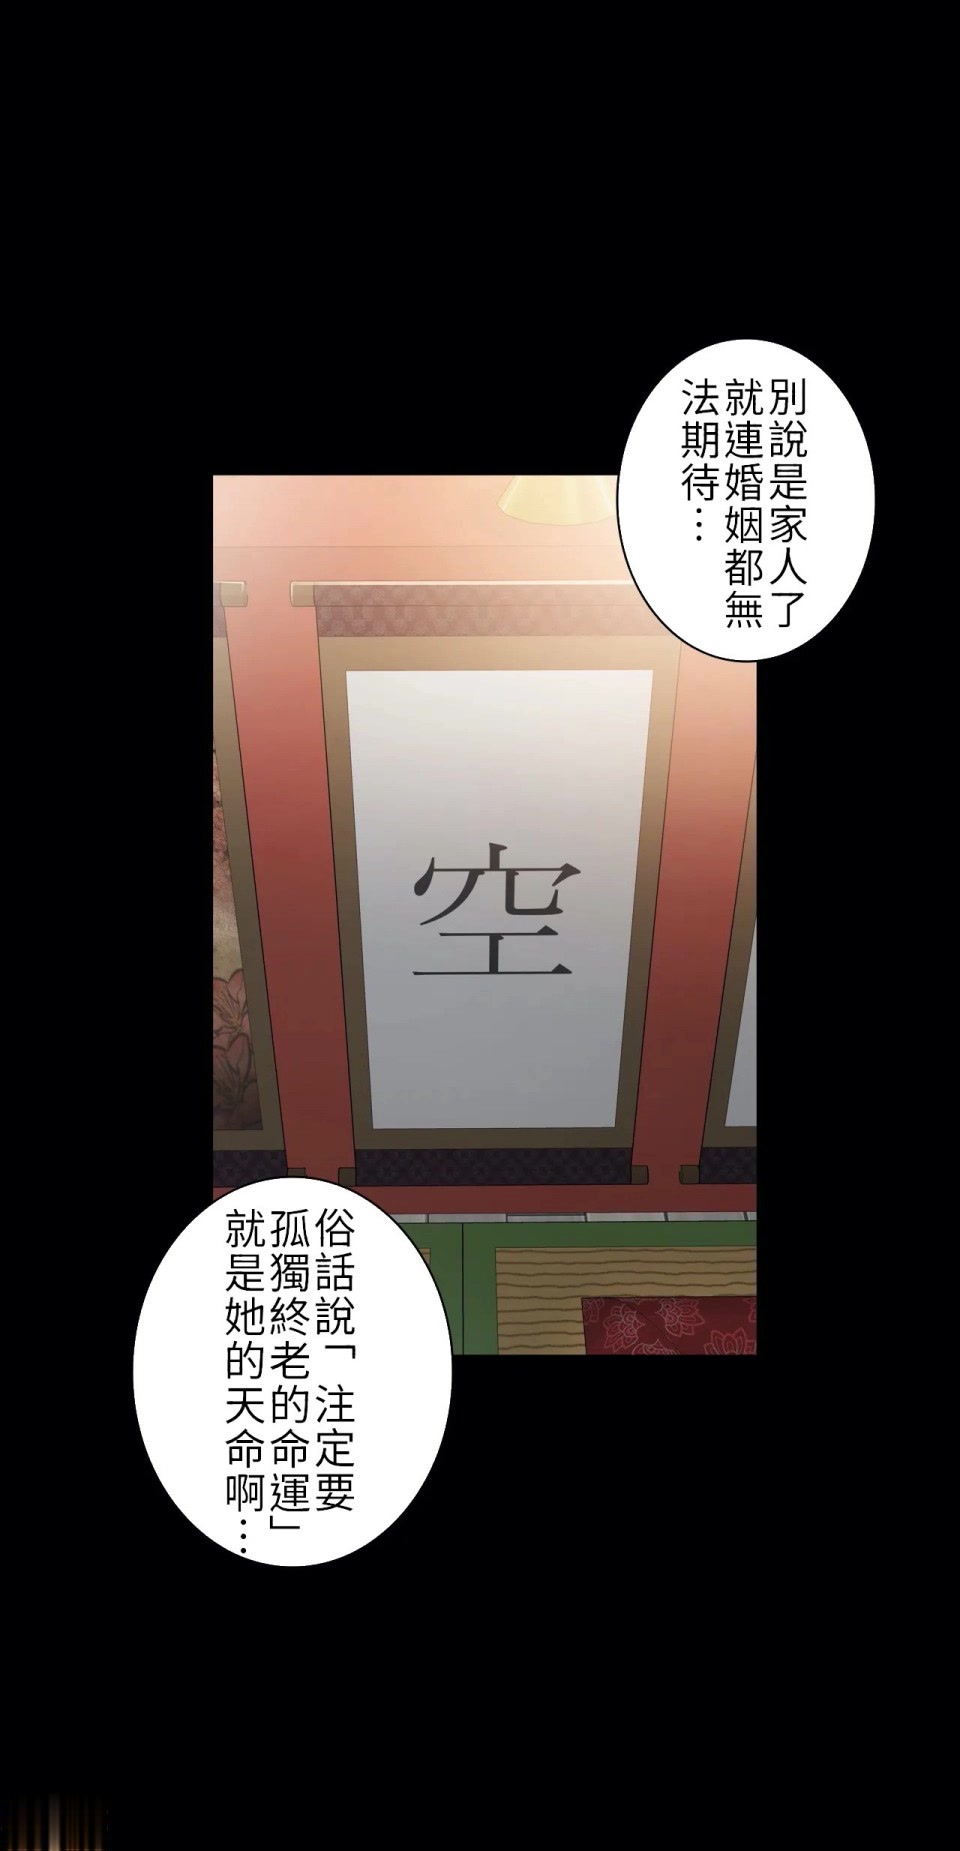 別說是家人了
就連婚姻都無
法期待⋯
空
俗話說「注定要
孤獨終老的命運」
就是她的天命啊⋯